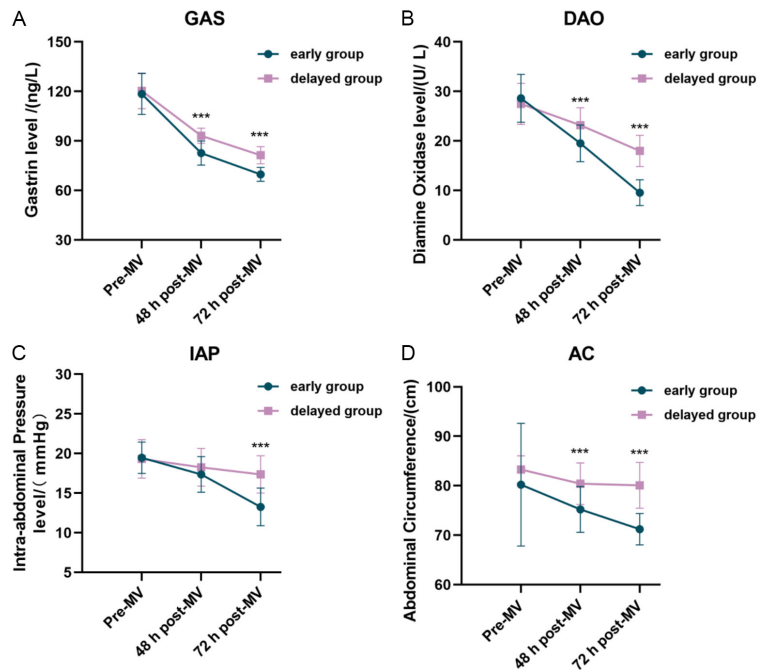 A
GAS
Gastrin level /(ng/L)
150
120
90
60
30
early group
delayed group
***
***
Pre-MV
48 h post-MV
72 h post-MV
B
DAO
Diamine Oxidase level/(U/ L)
40
30
20
10
0
early group
delayed group
***
***
Pre-MV
48 h post-MV
72 h post-MV
C
IAP
Intra-abdominal Pressure
level/（ mmHg）
30
25
20
15
10
5
early group
delayed group
***
Pre-MV
48 h post-MV
72 h post-MV
D
AC
Abdominal Circumference/(cm)
100
90
80
70
60
early group
delayed group
***
***
Pre-MV
48 h post-MV
72 h post-MV